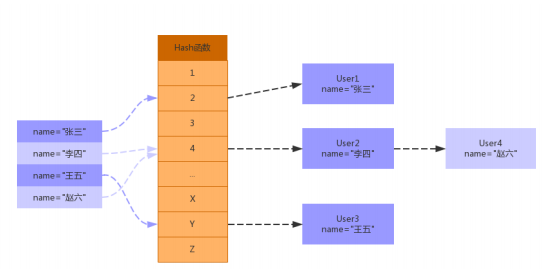 Hash函数
1
2
3
4
...
X
Y
Z
name="张三"
name="李四"
name="王五"
name="赵六"
User1
name="张三"
User2
name="李四"
User4
name="赵六"
User3
name="王五"